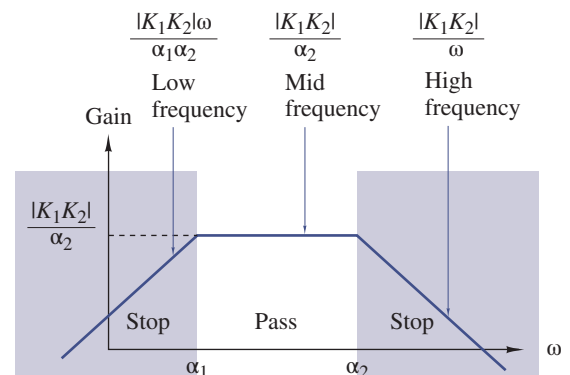 |K₁K₂|ω / α₁α₂
|K₁K₂| / α₂
|K₁K₂| / ω
Low frequency
Mid frequency
High frequency
Gain
|K₁K₂| / α₂
Stop
Pass
Stop
α₁
α₂
ω